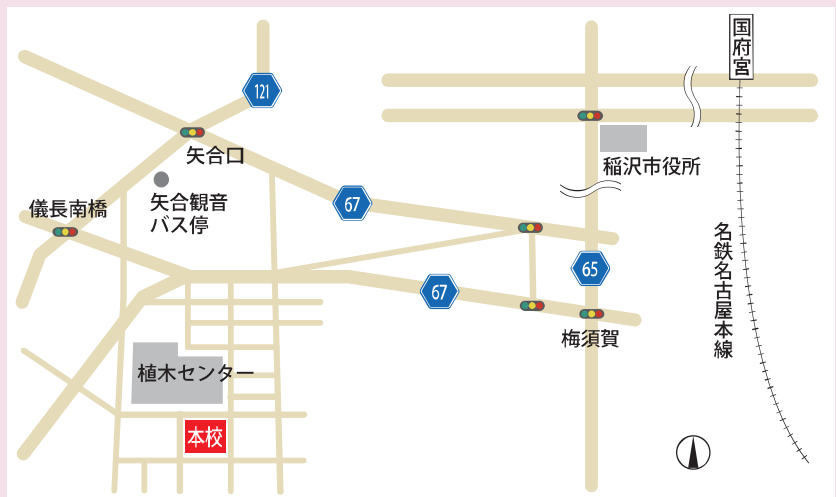 国府宮
121
矢合口
稲沢市役所
矢合観音
バス停
儀長南橋
67
名鉄名古屋本線
65
67
梅須賀
植木センター
本校